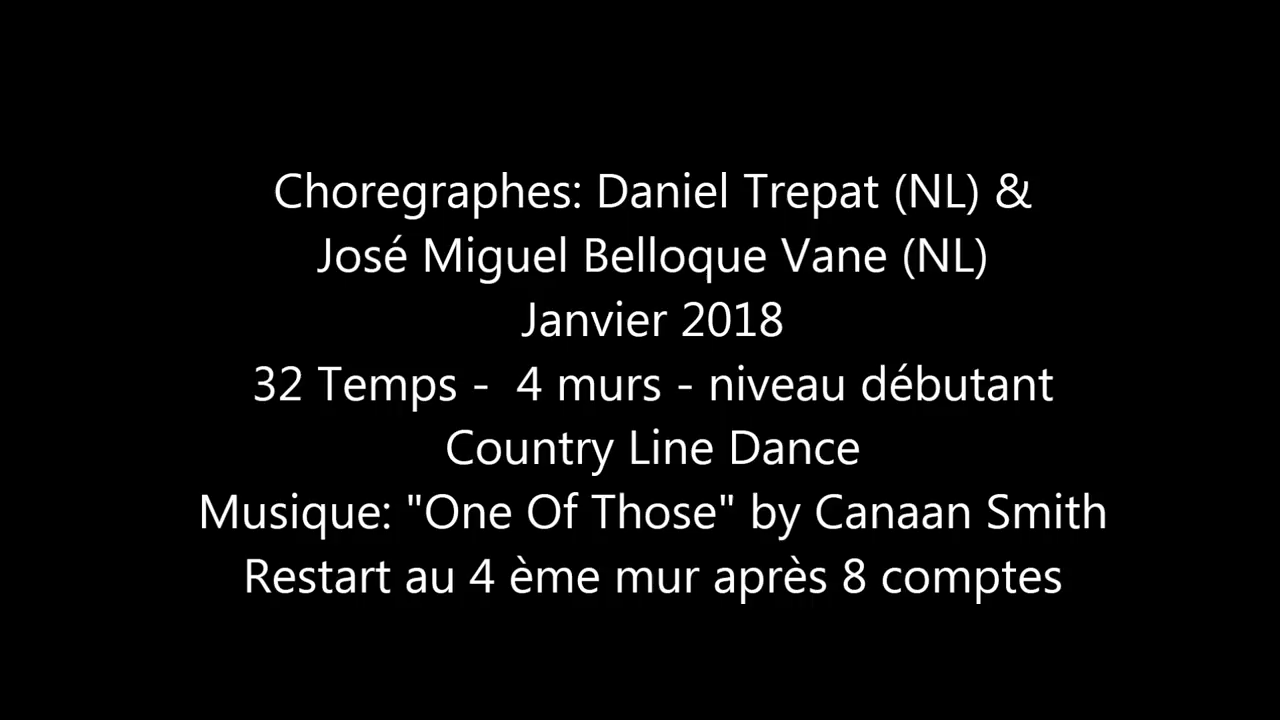 Choregraphes: Daniel Trepat (NL) &
José Miguel Belloque Vane (NL)
Janvier 2018
32 Temps -  4 murs - niveau débutant
Country Line Dance
Musique: "One Of Those" by Canaan Smith
Restart au 4 ème mur après 8 comptes